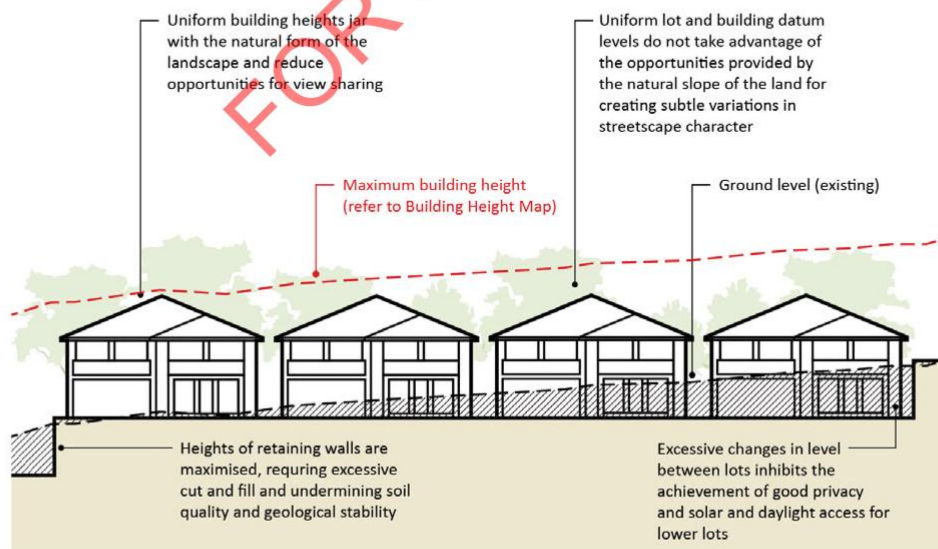 Uniform building heights jar
with the natural form of the
landscape and reduce
opportunities for view sharing
Uniform lot and building datum
levels do not take advantage of
the opportunities provided by
the natural slope of the land for
creating subtle variations in
streetscape character
FOR
Maximum building height
(refer to Building Height Map)
Ground level (existing)
Heights of retaining walls are
maximised, requring excessive
cut and fill and undermining soil
quality and geological stability
Excessive changes in level
between lots inhibits the
achievement of good privacy
and solar and daylight access for
lower lots